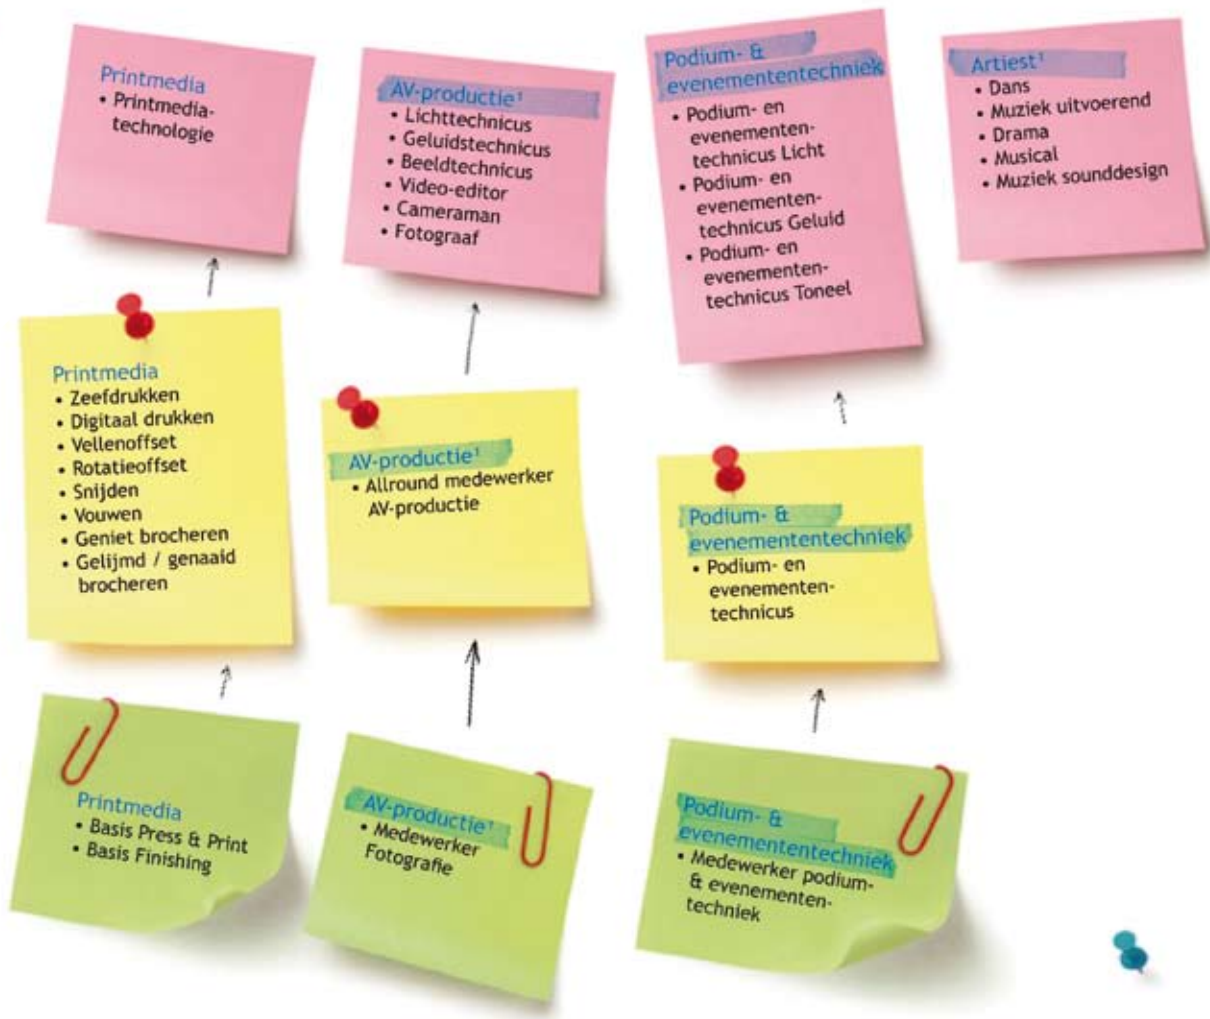 Printmedia
• Printmedia-
technologie
AV-productie¹
• Lichttechnicus
• Geluidstechnicus
• Beeldtechnicus
• Video-editor
• Cameraman
• Fotograaf
Podium- &
evenemententechniek
• Podium- en
evenementen-
technicus Licht
• Podium- en
evenementen-
technicus Geluid
• Podium- en
evenementen-
technicus Toneel
Artiest¹
• Dans
• Muziek uitvoerend
• Drama
• Musical
• Muziek sounddesign
Printmedia
• Zeefdrukken
• Digitaal drukken
• Vellenoffset
• Rotatieoffset
• Snijden
• Vouwen
• Geniet brocheren
• Gelijmd / genaaid
brocheren
AV-productie¹
• Allround medewerker
AV-productie
Podium- &
evenemententechniek
• Podium- en
evenementen-
technicus
Printmedia
• Basis Press & Print
• Basis Finishing
AV-productie¹
• Medewerker
Fotografie
Podium- &
evenemententechniek
• Medewerker podium-
& evenementen-
techniek